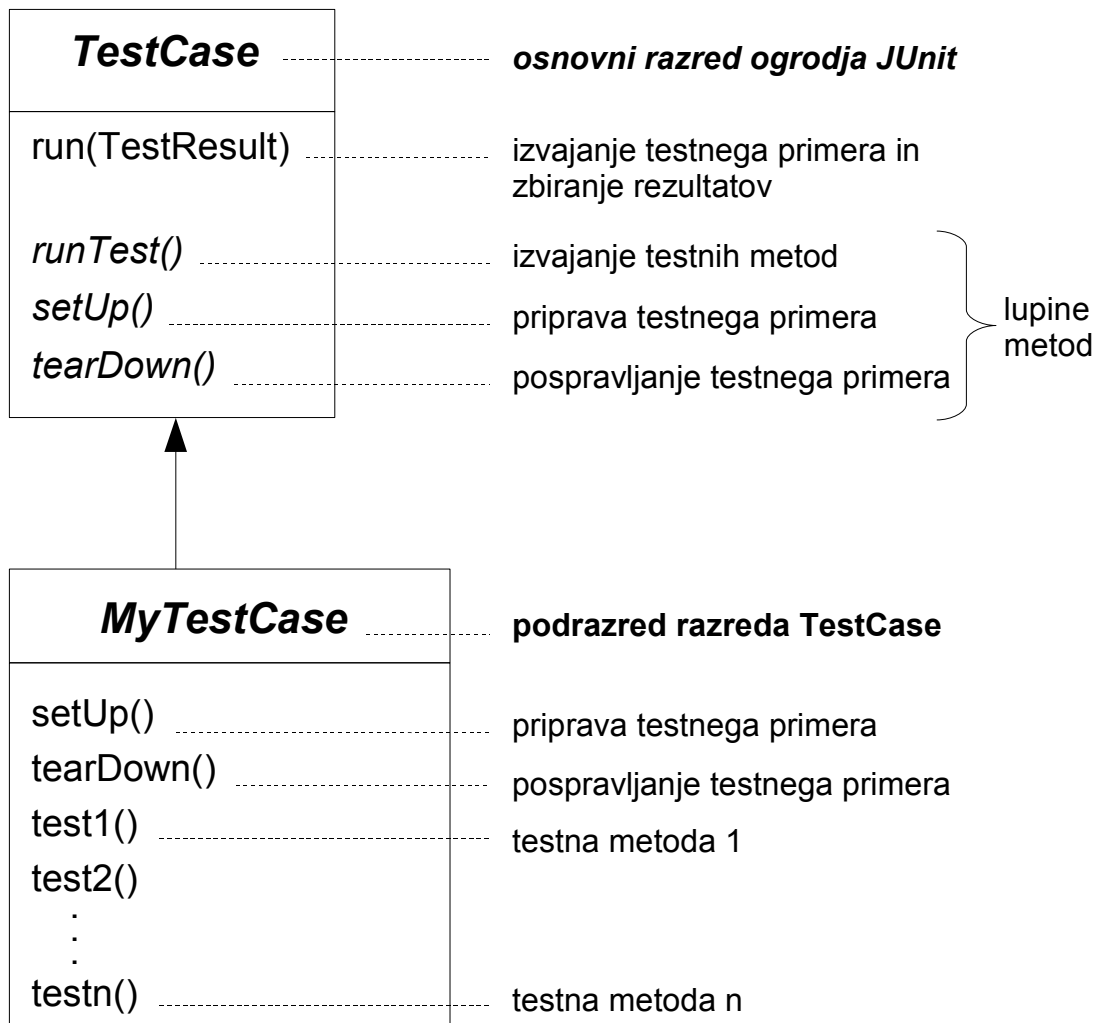 TestCase
osnovni razred ogrodja JUnit
run(TestResult)
izvajanje testnega primera in
zbiranje rezultatov
runTest()
izvajanje testnih metod
setUp()
priprava testnega primera
tearDown()
pospravljanje testnega primera
lupine
metod
MyTestCase
podrazred razreda TestCase
setUp()
priprava testnega primera
tearDown()
pospravljanje testnega primera
test1()
testna metoda 1
test2()
.
.
.
testn()
testna metoda n